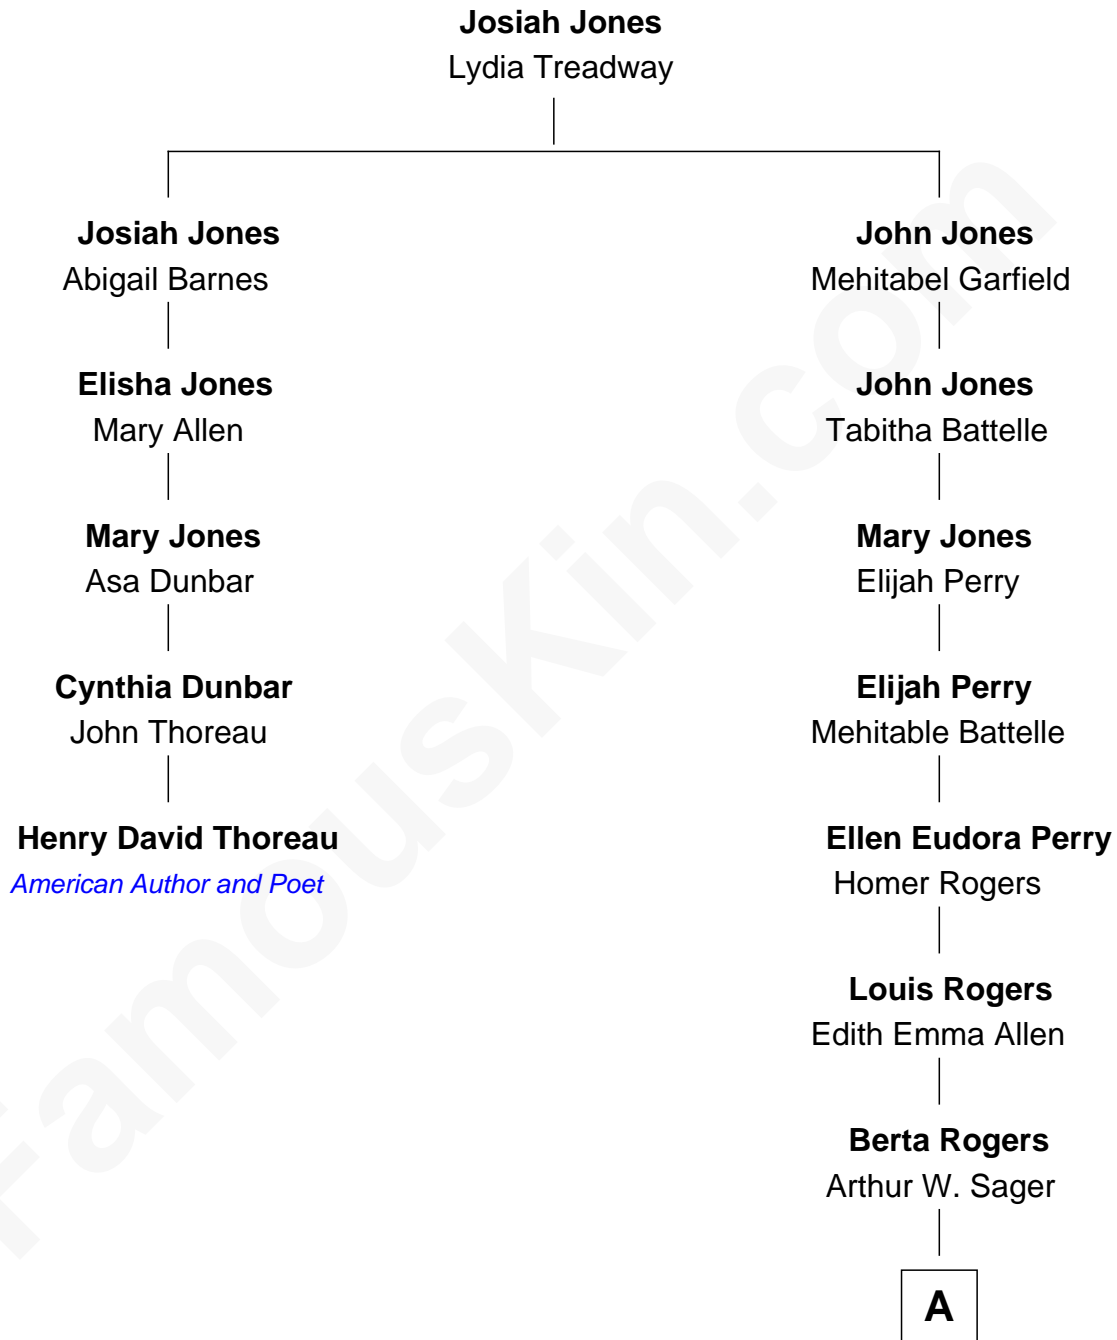 Josiah Jones
Lydia Treadway
Josiah Jones
Abigail Barnes
John Jones
Mehitabel Garfield
Elisha Jones
Mary Allen
John Jones
Tabitha Battelle
Mary Jones
Asa Dunbar
Mary Jones
Elijah Perry
Cynthia Dunbar
John Thoreau
Elijah Perry
Mehitable Battelle
Henry David Thoreau
American Author and Poet
Ellen Eudora Perry
Homer Rogers
Louis Rogers
Edith Emma Allen
Berta Rogers
Arthur W. Sager
A
FamousKin.com